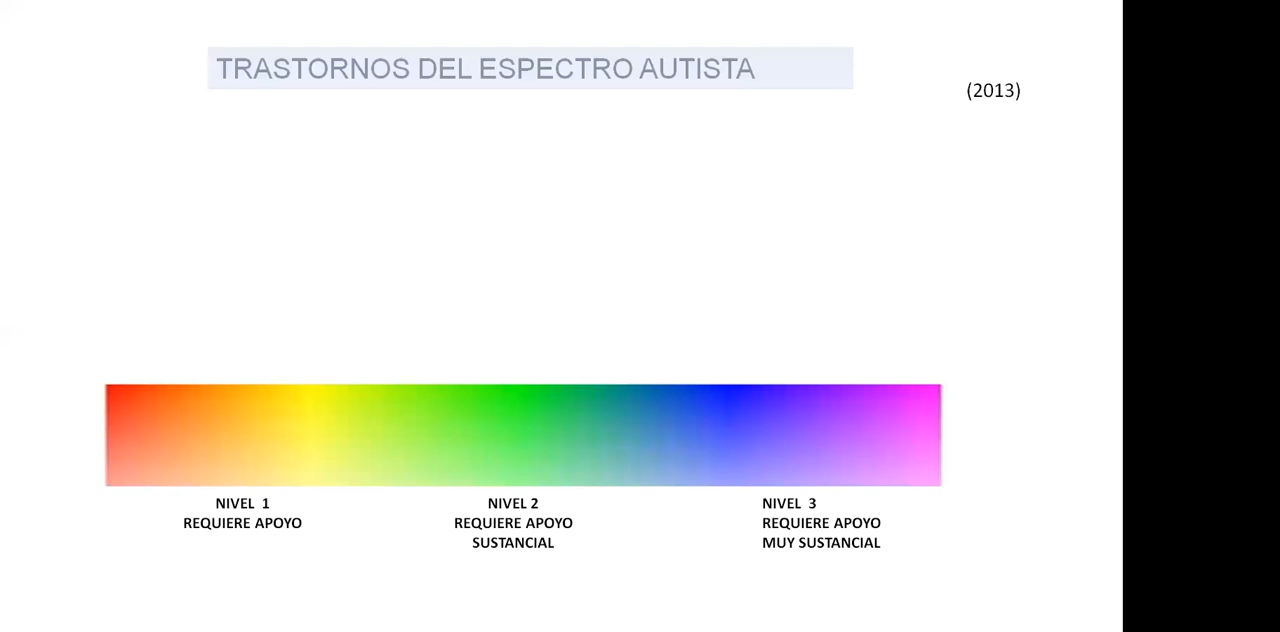 TRASTORNOS DEL ESPECTRO AUTISTA
(2013)
NIVEL 1
REQUIERE APOYO
NIVEL 2
REQUIERE APOYO
SUSTANCIAL
NIVEL 3
REQUIERE APOYO
MUY SUSTANCIAL